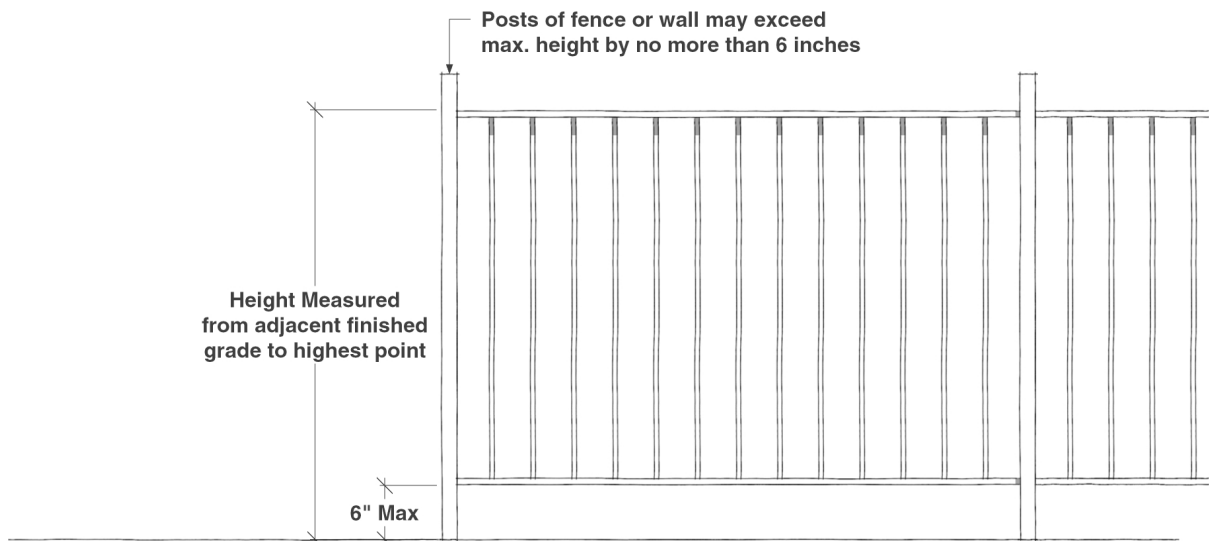 Posts of fence or wall may exceed
max. height by no more than 6 inches
Height Measured
from adjacent finished
grade to highest point
6" Max